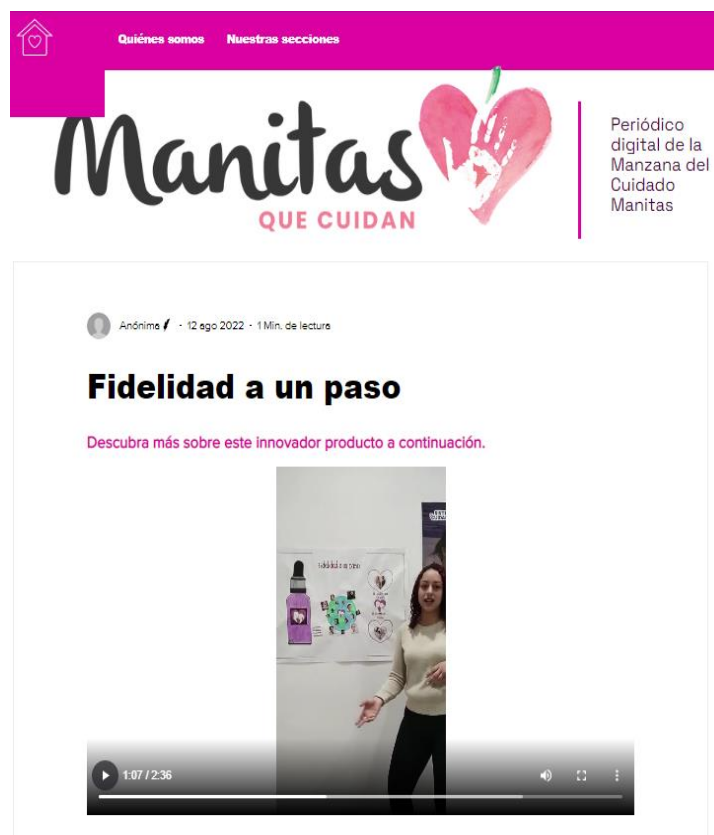 Quiénes somos Nuestras secciones
Manitas
QUE CUIDAN
Periódico
digital de la
Manzana del
Cuidado
Manitas
Anónima · 12 ago 2022 · 1 Min. de lectura
Fidelidad a un paso
Descubra más sobre este innovador producto a continuación.
Fidelidad a un paso
1:07 / 2:36